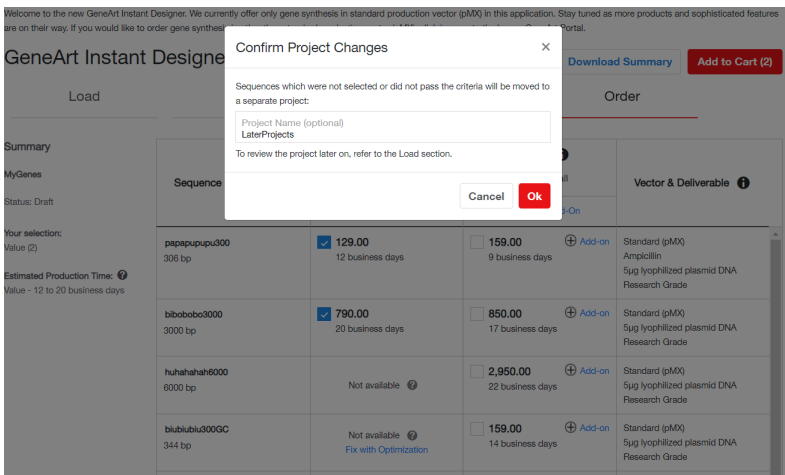 Welcome to the new GeneArt Instant Designer. We currently offer only gene synthesis in standard production vector (pMX) in this application. Stay tuned as more products and sophisticated features
are on their way. If you would like to order gene synthesis
Portal.
GeneArt Instant Designe
Download Summary
Add to Cart (2)
Load
Order
Confirm Project Changes
×
Sequences which were not selected or did not pass the criteria will be moved to
a separate project:
Project Name (optional)
LaterProjects
To review the project later on, refer to the Load section.
Cancel
Ok
Summary
MyGenes
Status: Draft
Your selection:
Value (2)
Estimated Production Time: ?
Value - 12 to 20 business days
Sequence
all
d-On
Vector & Deliverable i
papapupupu300
306 bp
129.00
12 business days
159.00
9 business days
Add-on
Standard (pMX)
Ampicillin
5µg lyophilized plasmid DNA
Research Grade
bibobobo3000
3000 bp
790.00
20 business days
850.00
17 business days
Add-on
Standard (pMX)
5µg lyophilized plasmid DNA
Research Grade
huhahahah6000
6000 bp
Not available ?
2,950.00
22 business days
Add-on
Standard (pMX)
5µg lyophilized plasmid DNA
Research Grade
biubiubiu300GC
344 bp
Not available ?
Fix with Optimization
159.00
14 business days
Add-on
Standard (pMX)
5µg lyophilized plasmid DNA
Research Grade